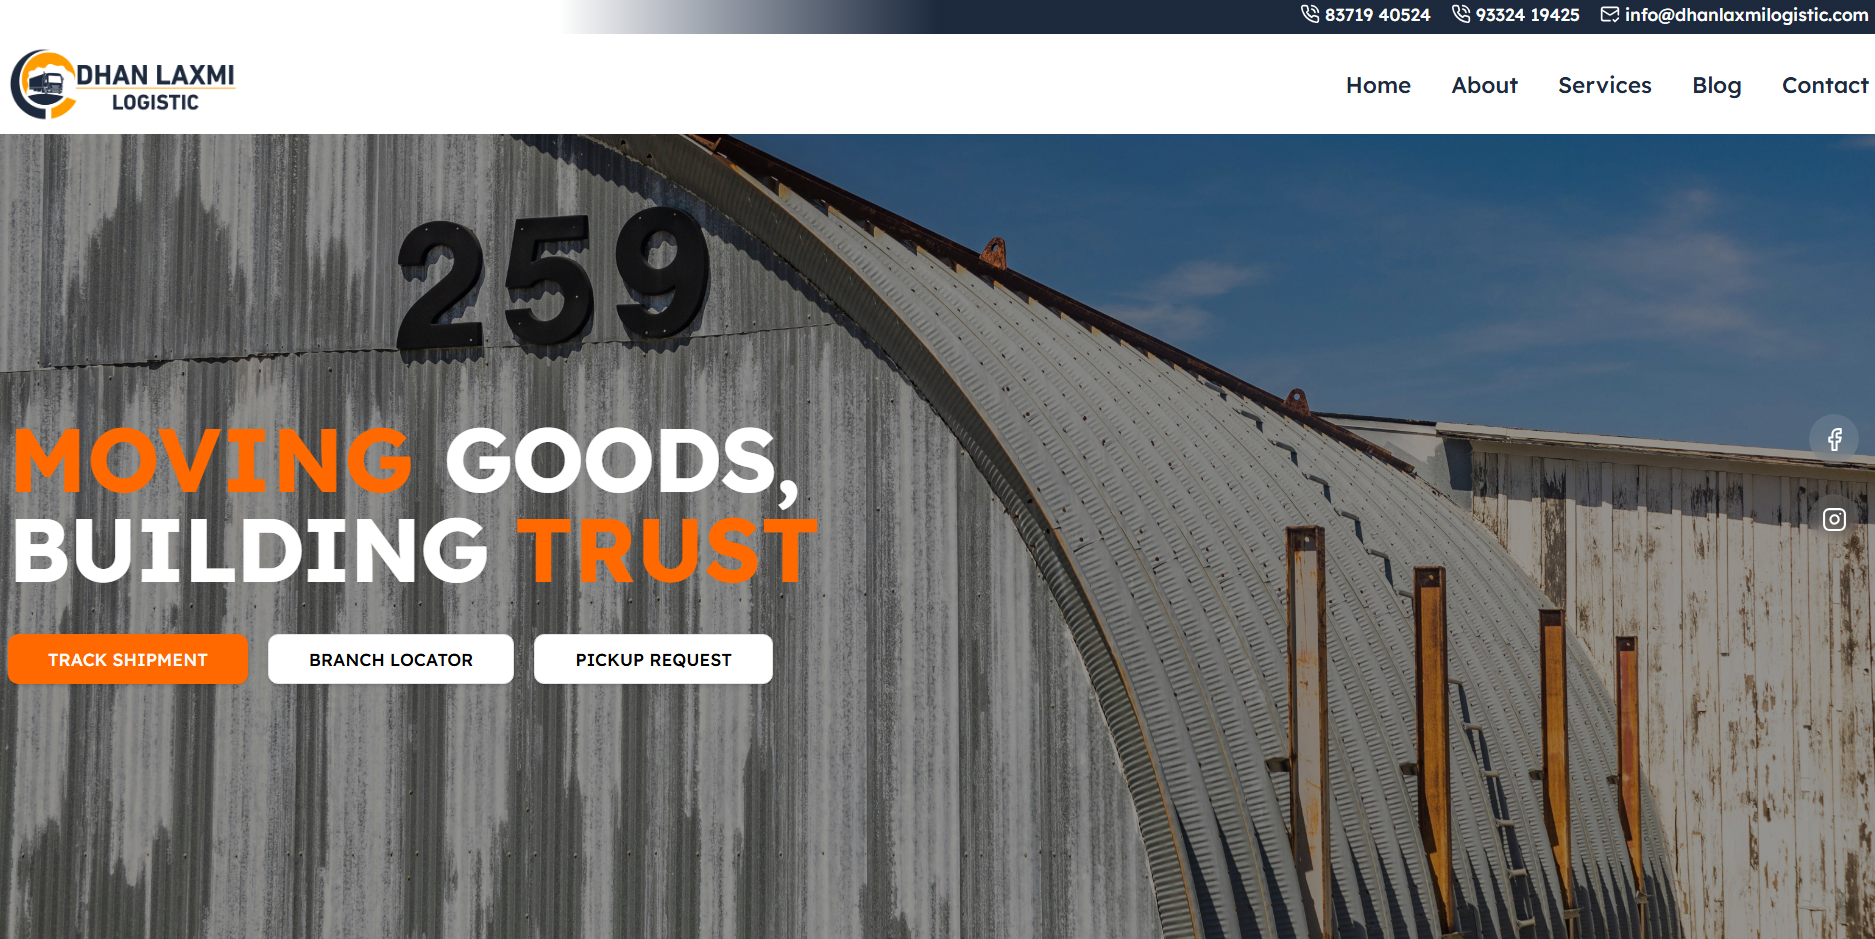 83719 40524 93324 19425 info@dhanlaxmilogistic.com
DHAN LAXMI
LOGISTIC
Home About Services Blog Contact
259
MOVING GOODS,
BUILDING TRUST
TRACK SHIPMENT BRANCH LOCATOR PICKUP REQUEST